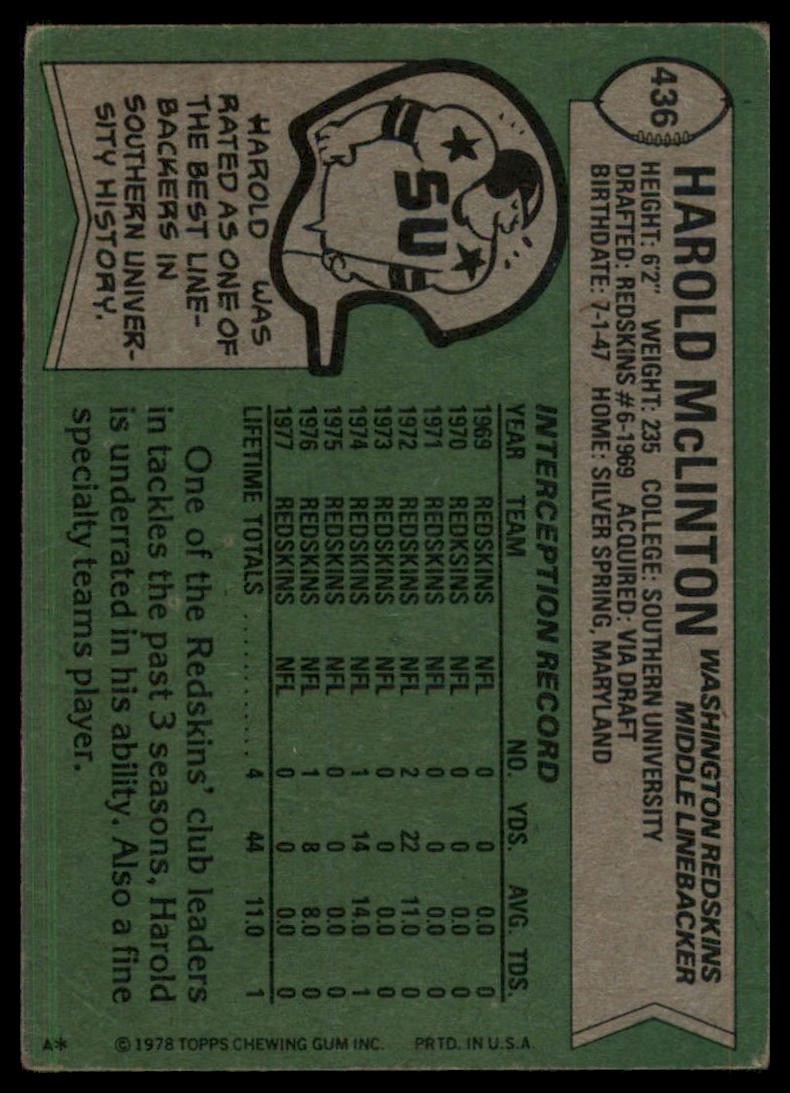 436
HAROLD McLINTON
WASHINGTON REDSKINS
MIDDLE LINEBACKER
HEIGHT: 6'2" WEIGHT: 235 COLLEGE: SOUTHERN UNIVERSITY
DRAFTED: REDSKINS #6-1969 ACQUIRED: VIA DRAFT
BIRTHDATE: 7-1-47 HOME: SILVER SPRING, MARYLAND
SU
HAROLD WAS
RATED AS ONE OF
THE BEST LINE-
BACKERS IN
SOUTHERN UNIVER-
SITY HISTORY.
INTERCEPTION RECORD
YEAR TEAM NO. YDS. AVG. TDS.
1969 REDSKINS NFL 0 0 0.0 0
1970 REDKSINS NFL 0 0 0.0 0
1971 REDSKINS NFL 0 0 0.0 0
1972 REDSKINS NFL 2 22 11.0 0
1973 REDSKINS NFL 0 0 0.0 0
1974 REDSKINS NFL 1 14 14.0 1
1975 REDSKINS NFL 0 0 0.0 0
1976 REDSKINS NFL 1 8 8.0 0
1977 REDSKINS NFL 0 0 0.0 0
LIFETIME TOTALS .............. 4 44 11.0 1
One of the Redskins' club leaders
in tackles the past 3 seasons, Harold
is underrated in his ability. Also a fine
specialty teams player.
A* © 1978 TOPPS CHEWING GUM INC. PRTD. IN U.S.A.